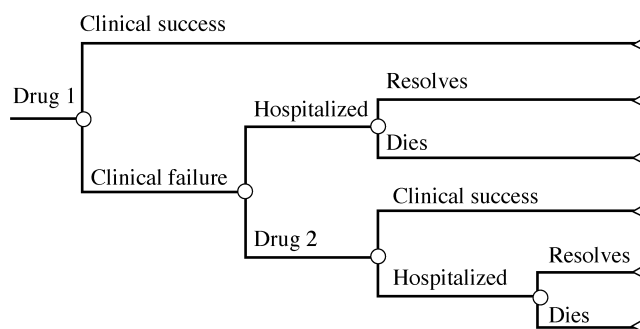 Clinical success
Drug 1
Clinical failure
Hospitalized
Resolves
Dies
Drug 2
Clinical success
Hospitalized
Resolves
Dies